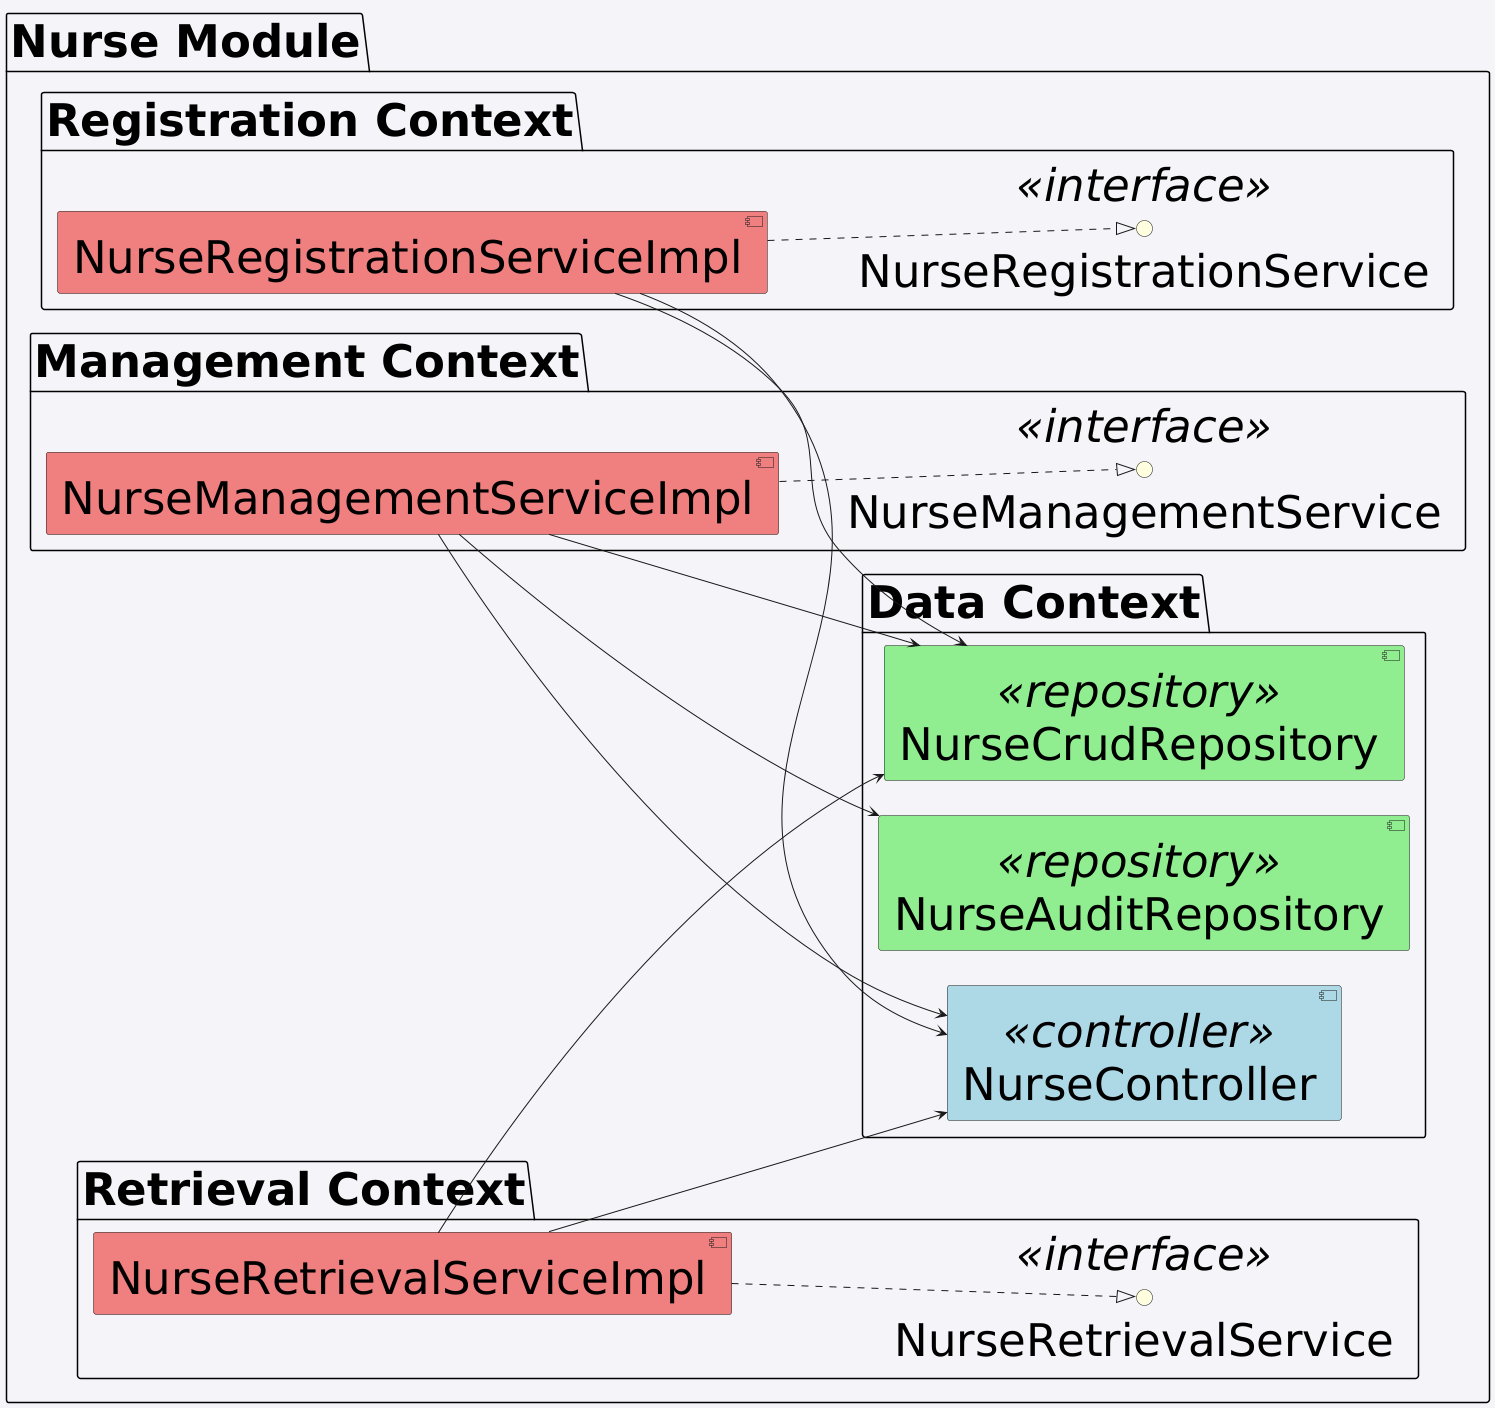 Nurse Module
Registration Context
«interface»
NurseRegistrationServiceImpl
NurseRegistrationService
Management Context
«interface»
NurseManagementServiceImpl
NurseManagementService
Data Context
«repository»
NurseCrudRepository
«repository»
NurseAuditRepository
«controller»
NurseController
Retrieval Context
«interface»
NurseRetrievalServiceImpl
NurseRetrievalService